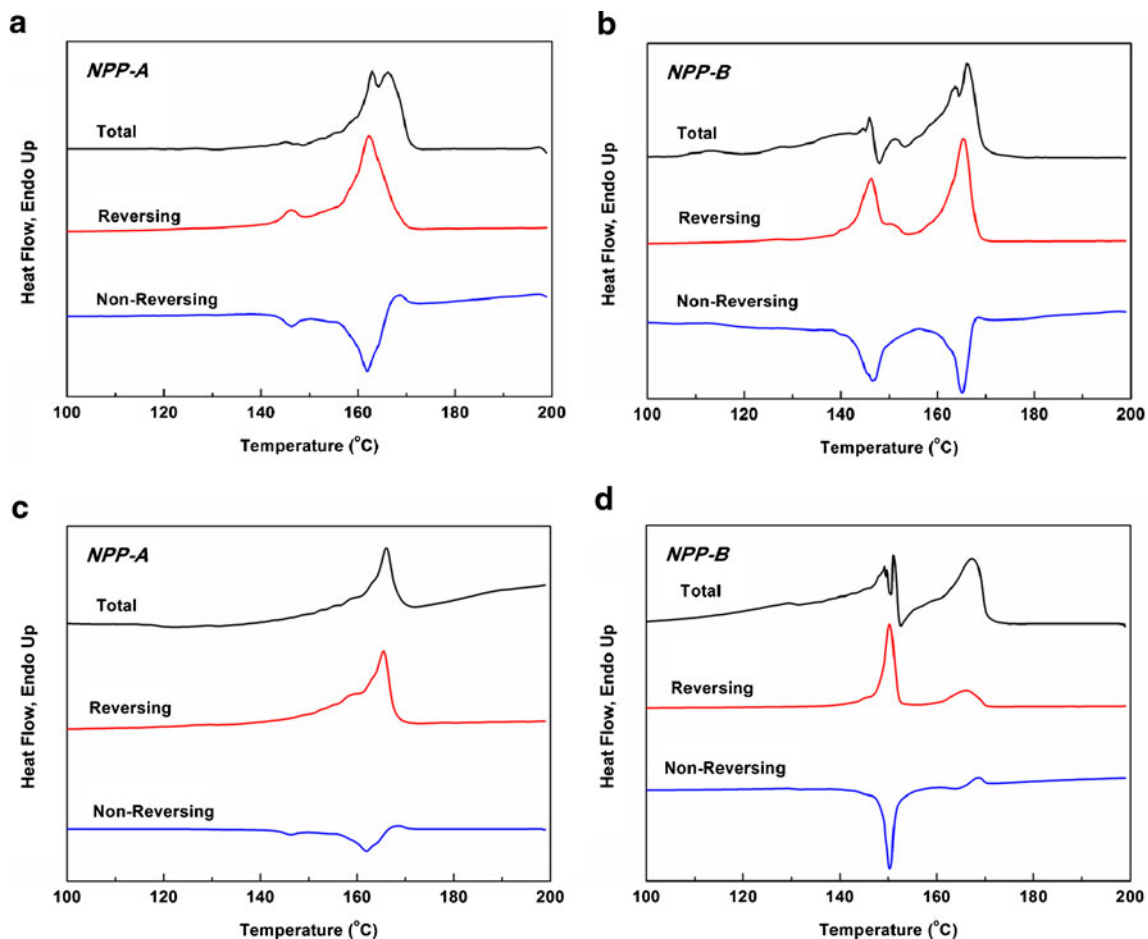 a
NPP-A
Total
Reversing
Non-Reversing
Heat Flow, Endo Up
100 120 140 160 180 200
Temperature (°C)
b
NPP-B
Total
Reversing
Non-Reversing
Heat Flow, Endo Up
100 120 140 160 180 200
Temperature (°C)
c
NPP-A
Total
Reversing
Non-Reversing
Heat Flow, Endo Up
100 120 140 160 180 200
Temperature (°C)
d
NPP-B
Total
Reversing
Non-Reversing
Heat Flow, Endo Up
100 120 140 160 180 200
Temperature (°C)